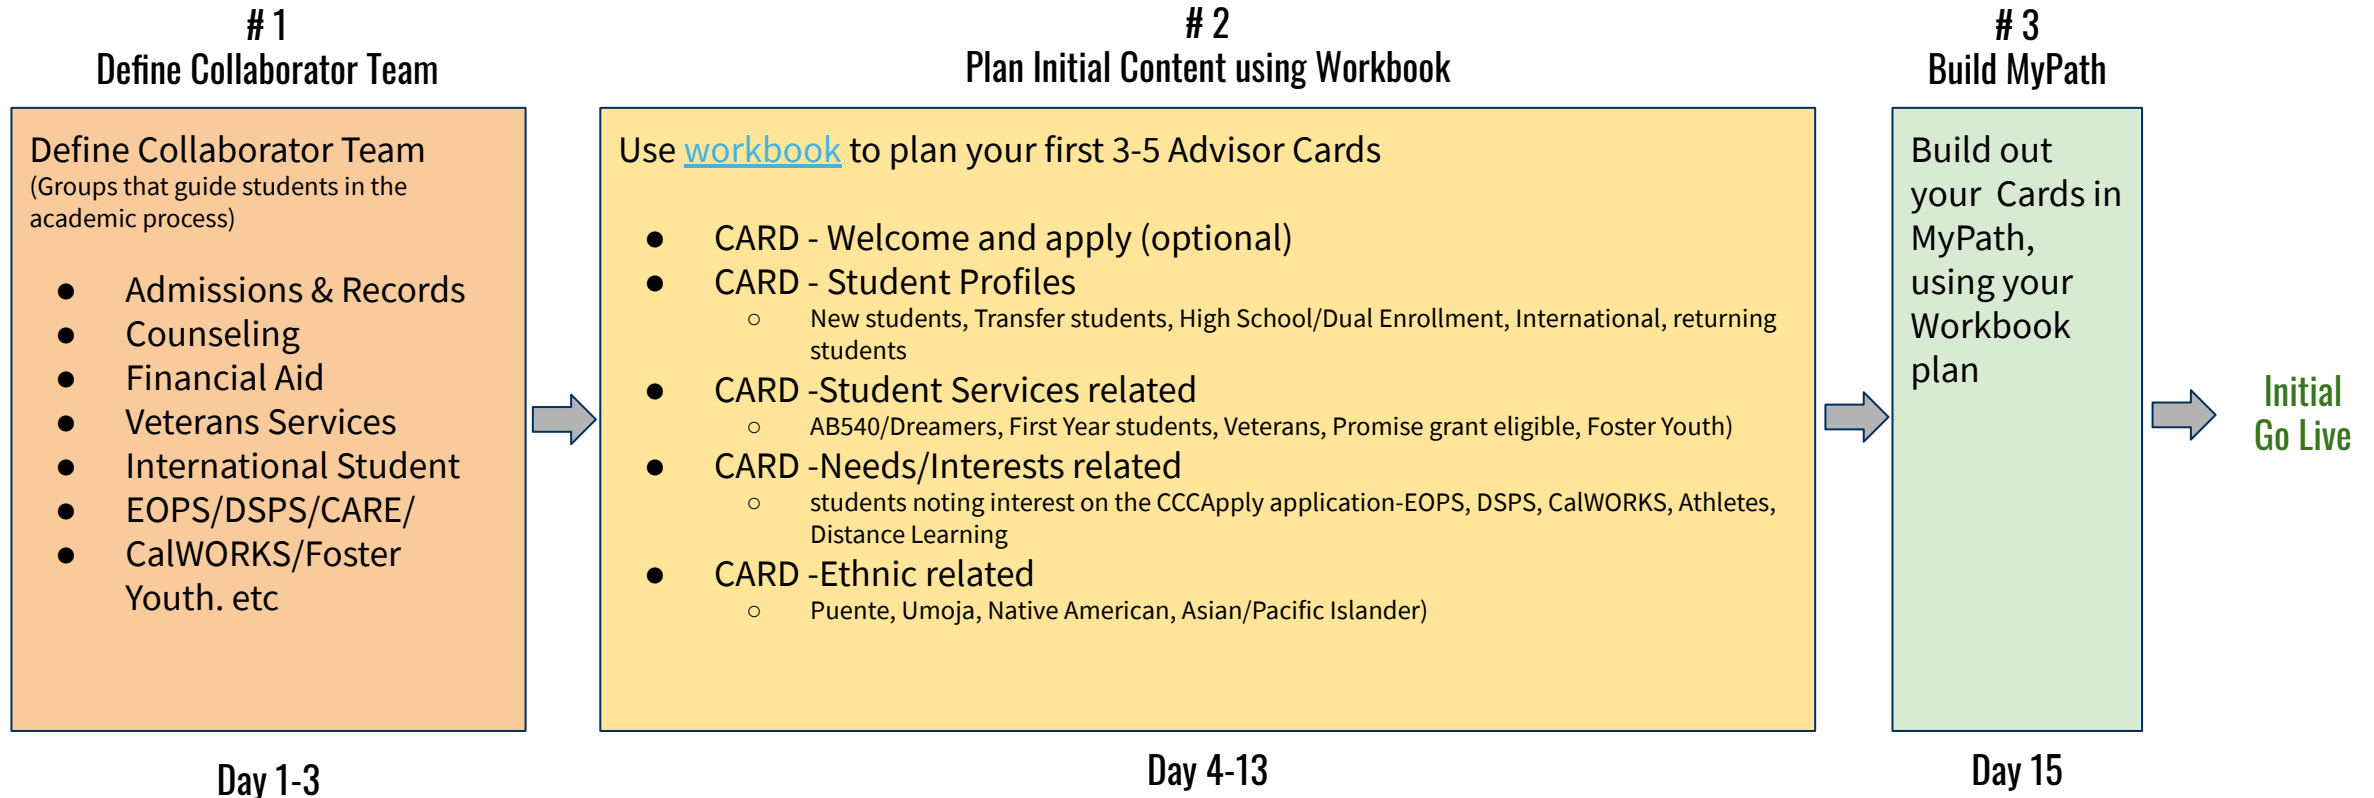 # 1
Define Collaborator Team
Define Collaborator Team
(Groups that guide students in the
academic process)
● Admissions & Records
● Counseling
● Financial Aid
● Veterans Services
● International Student
● EOPS/DSPS/CARE/
● CalWORKS/Foster
Youth. etc
Day 1-3
# 2
Plan Initial Content using Workbook
Use workbook to plan your first 3-5 Advisor Cards
● CARD - Welcome and apply (optional)
● CARD - Student Profiles
○ New students, Transfer students, High School/Dual Enrollment, International, returning
students
● CARD -Student Services related
○ AB540/Dreamers, First Year students, Veterans, Promise grant eligible, Foster Youth)
● CARD -Needs/Interests related
○ students noting interest on the CCCApply application-EOPS, DSPS, CalWORKS, Athletes,
Distance Learning
● CARD -Ethnic related
○ Puente, Umoja, Native American, Asian/Pacific Islander)
Day 4-13
# 3
Build MyPath
Build out
your  Cards in
MyPath,
using your
Workbook
plan
Day 15
Initial
Go Live